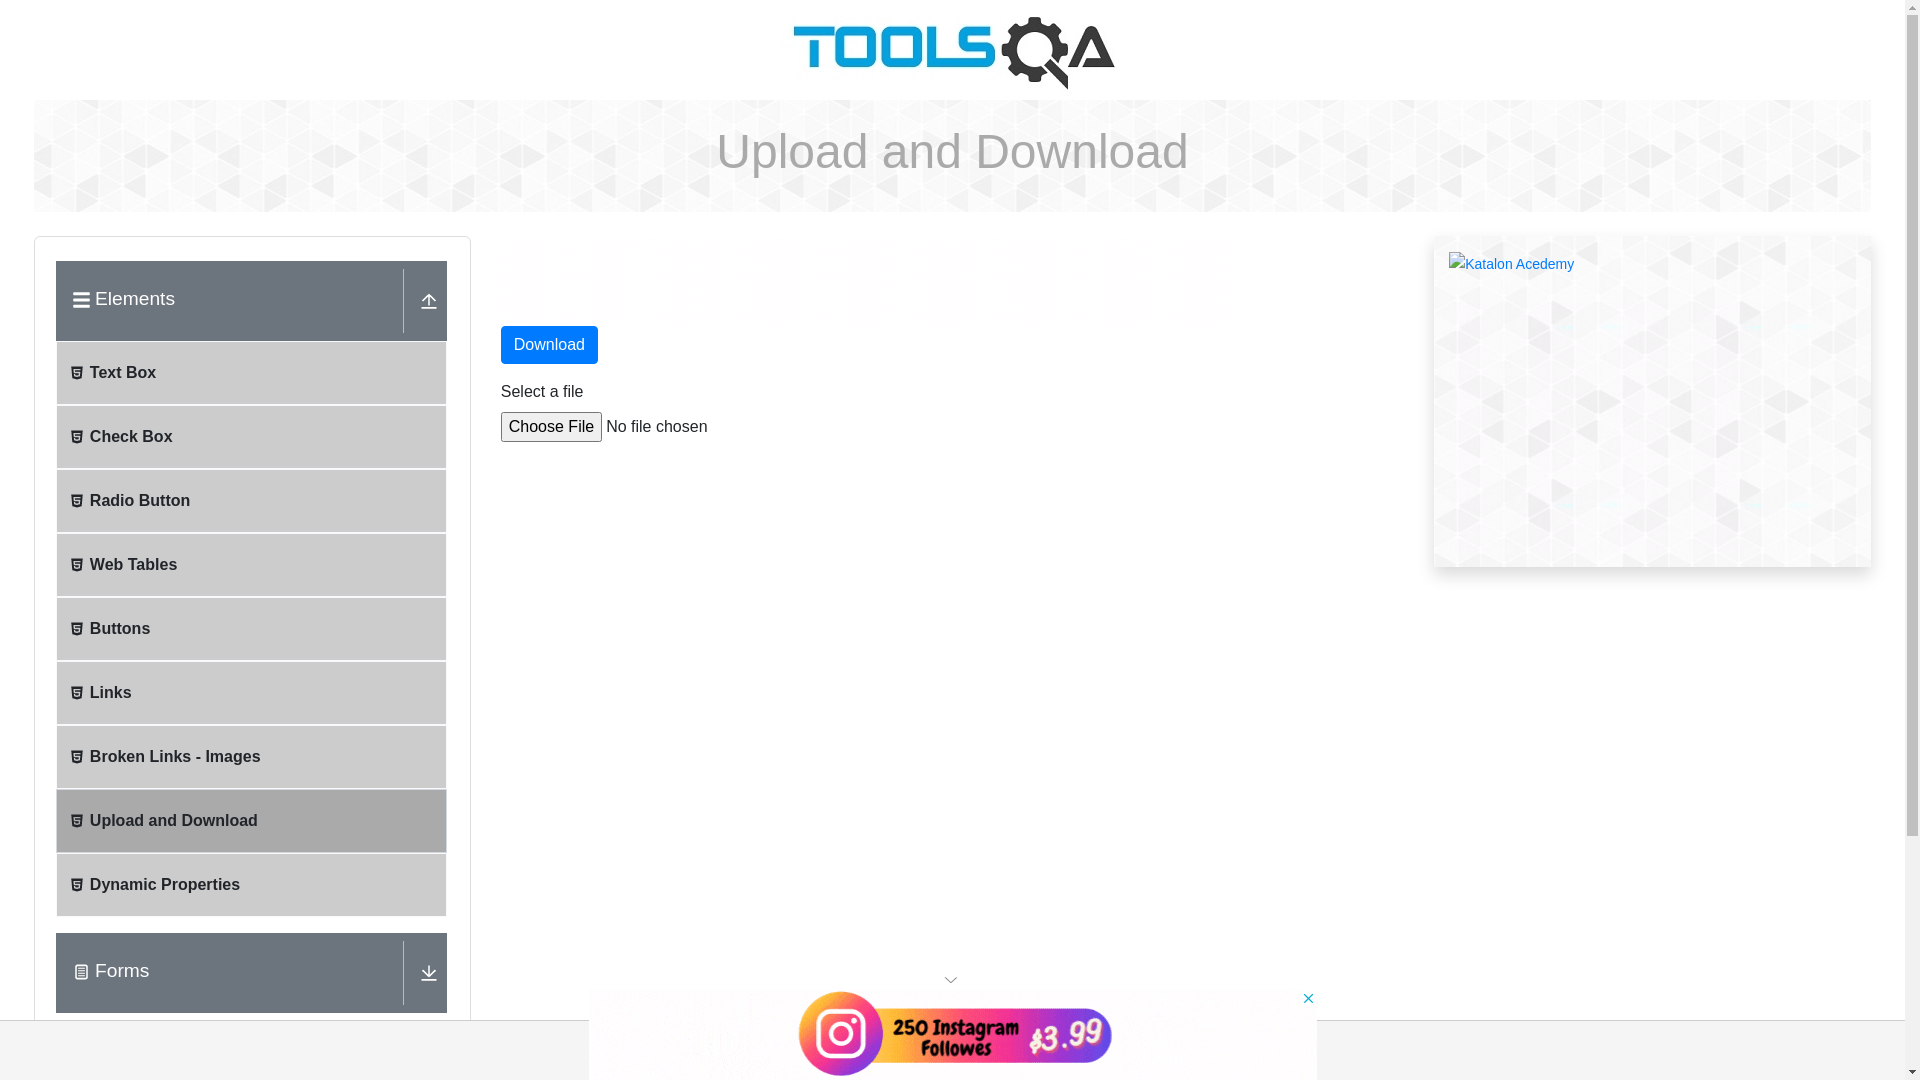 TOOLSQA
Upload and Download
Elements
Text Box
Check Box
Radio Button
Web Tables
Buttons
Links
Broken Links - Images
Upload and Download
Dynamic Properties
Forms
Download
Select a file
Choose File No file chosen
Katalon Acedemy
250 Instagram
Followes
$3.99